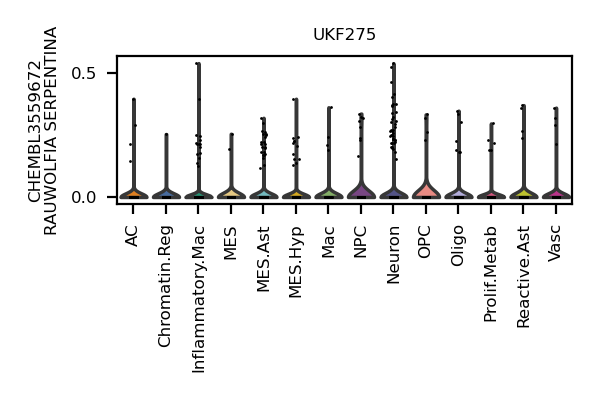 UKF275
CHEMBL3559672
RAUWOLFIA SERPENTINA
0.5
0.0
AC
Chromatin.Reg
Inflammatory.Mac
MES
MES.Ast
MES.Hyp
Mac
NPC
Neuron
OPC
Oligo
Prolif.Metab
Reactive.Ast
Vasc